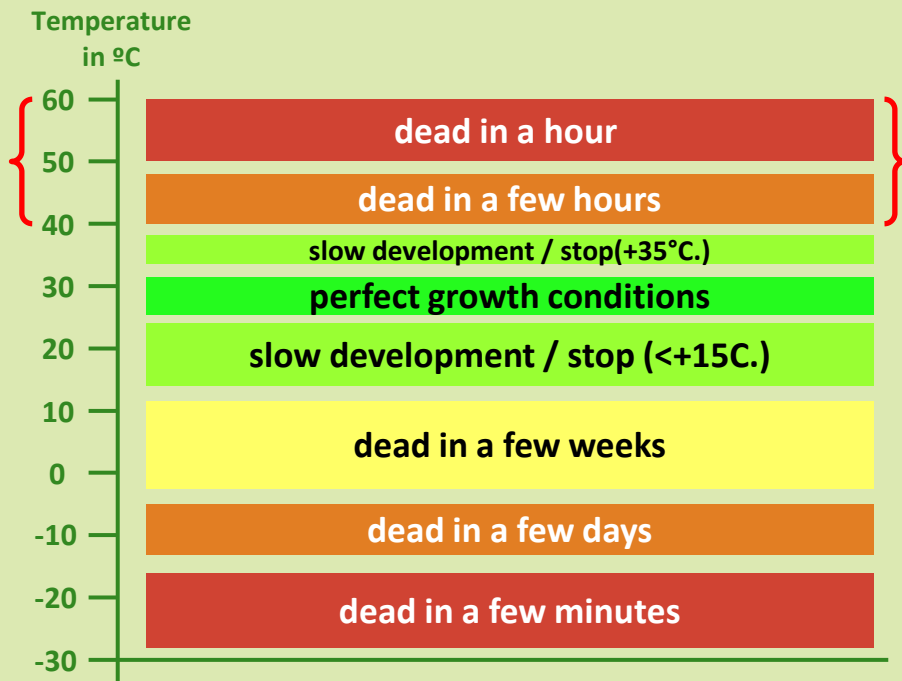 Temperature
in ºC
60
dead in a hour
50
dead in a few hours
40
slow development / stop(+35°C.)
30
perfect growth conditions
20
slow development / stop (<+15C.)
10
dead in a few weeks
0
-10
dead in a few days
-20
dead in a few minutes
-30